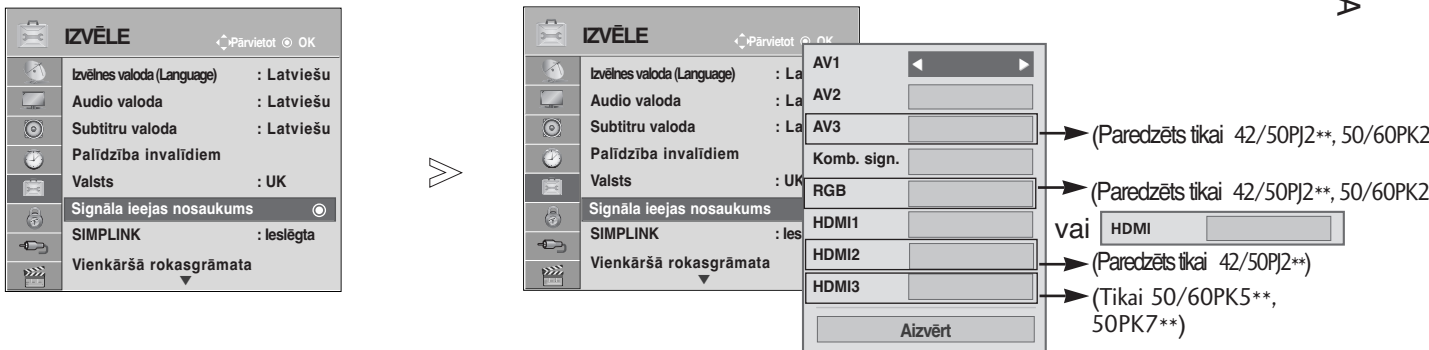 A
IZVĒLE
Pārvietot OK
Izvēlnes valoda (Language) : Latviešu
Audio valoda : Latviešu
Subtitru valoda : Latviešu
Palīdzība invalīdiem
Valsts : UK
Signāla ieejas nosaukums
SIMPLINK : Ieslēgta
Vienkāršā rokasgrāmata
IZVĒLE
Pārvietot OK
Izvēlnes valoda (Language) : La
Audio valoda : La
Subtitru valoda : La
Palīdzība invalīdiem
Valsts : UK
Signāla ieejas nosaukums
SIMPLINK : Ies
Vienkāršā rokasgrāmata
AV1
AV2
AV3
Komb. sign.
RGB
HDMI1
HDMI2
HDMI3
Aizvērt
(Paredzēts tikai 42/50PJ2**, 50/60PK2
(Paredzēts tikai 42/50PJ2**, 50/60PK2
vai HDMI
(Paredzēts tikai 42/50PJ2**)
(Tikai 50/60PK5**,
50PK7**)